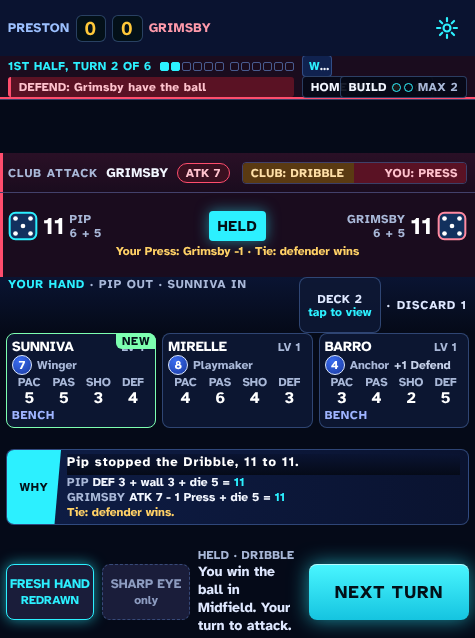 PRESTON 0 0 GRIMSBY
1ST HALF, TURN 2 OF 6
W...
DEFEND: Grimsby have the ball
HOM
BUILD MAX 2
CLUB ATTACK GRIMSBY ATK 7
CLUB: DRIBBLE YOU: PRESS
11 PIP
6 + 5
HELD
GRIMSBY 11
6 + 5
Your Press: Grimsby -1 · Tie: defender wins
YOUR HAND · PIP OUT · SUNNIVA IN
DECK 2
tap to view
· DISCARD 1
SUNNIVA
NEW
7 Winger
PAC PAS SHO DEF
5 5 3 4
BENCH
MIRELLE LV 1
8 Playmaker
PAC PAS SHO DEF
4 6 4 3
BARRO LV 1
4 Anchor +1 Defend
PAC PAS SHO DEF
3 4 2 5
BENCH
WHY
Pip stopped the Dribble, 11 to 11.
PIP DEF 3 + wall 3 + die 5 = 11
GRIMSBY ATK 7 - 1 Press + die 5 = 11
Tie: defender wins.
FRESH HAND
REDRAWN
SHARP EYE
only
HELD · DRIBBLE
You win the
ball in
Midfield. Your
turn to attack.
NEXT TURN